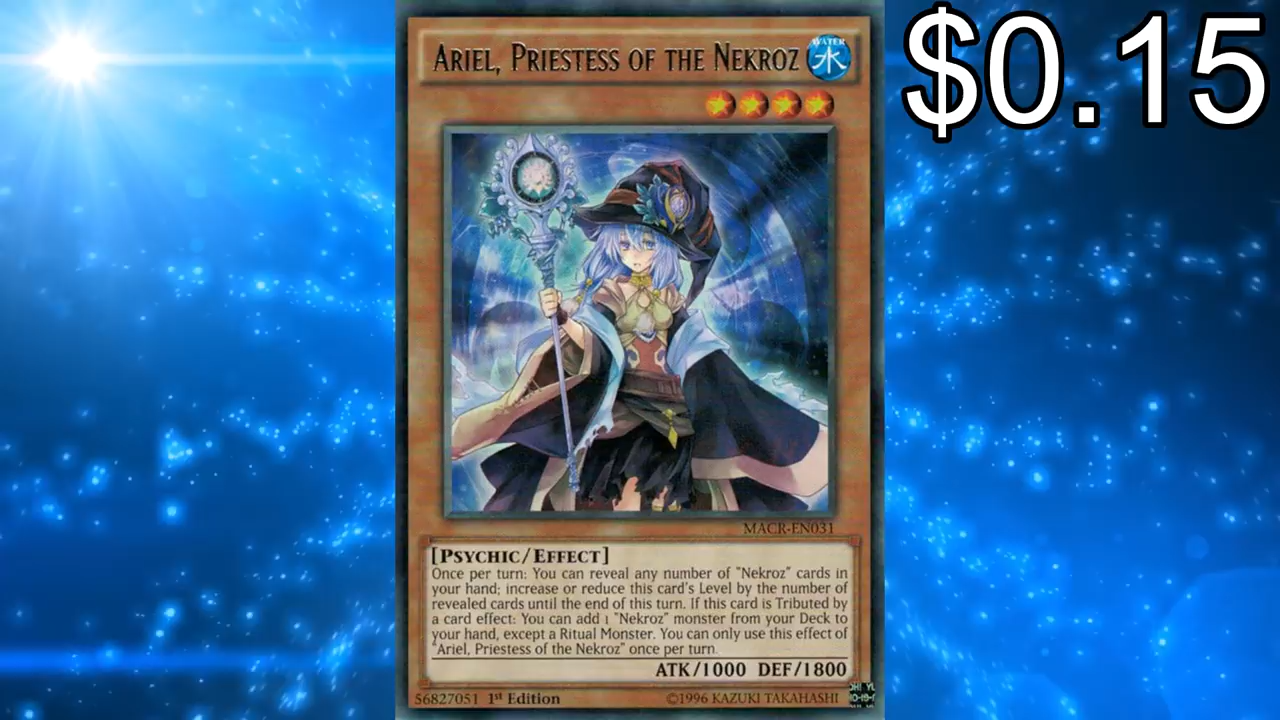 $0.15
ARIEL, PRIESTESS OF THE NEKROZ
WATER
水
MACR-EN031
[PSYCHIC/EFFECT]
Once per turn: You can reveal any number of "Nekroz" cards in
your hand; increase or reduce this card's Level by the number of
revealed cards until the end of this turn. If this card is Tributed by
a card effect: You can add 1 "Nekroz" monster from your Deck to
your hand, except a Ritual Monster. You can only use this effect of
"Ariel, Priestess of the Nekroz" once per turn.
ATK/1000 DEF/1800
56827051 1st Edition
©1996 KAZUKI TAKAHASHI